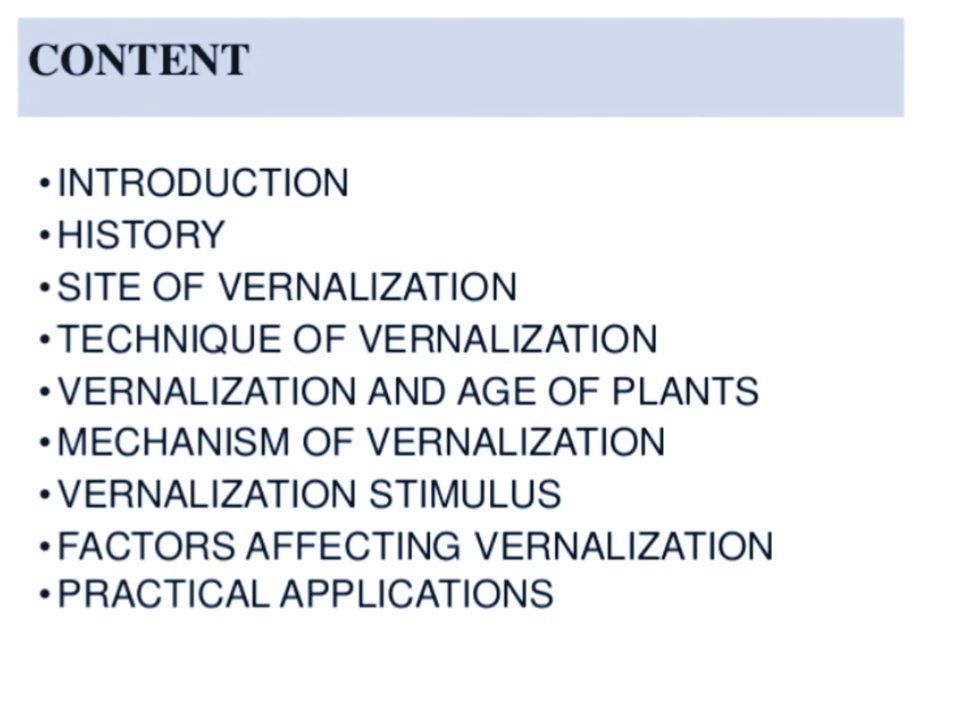 CONTENT
•INTRODUCTION
•HISTORY
•SITE OF VERNALIZATION
•TECHNIQUE OF VERNALIZATION
•VERNALIZATION AND AGE OF PLANTS
•MECHANISM OF VERNALIZATION
•VERNALIZATION STIMULUS
•FACTORS AFFECTING VERNALIZATION
•PRACTICAL APPLICATIONS